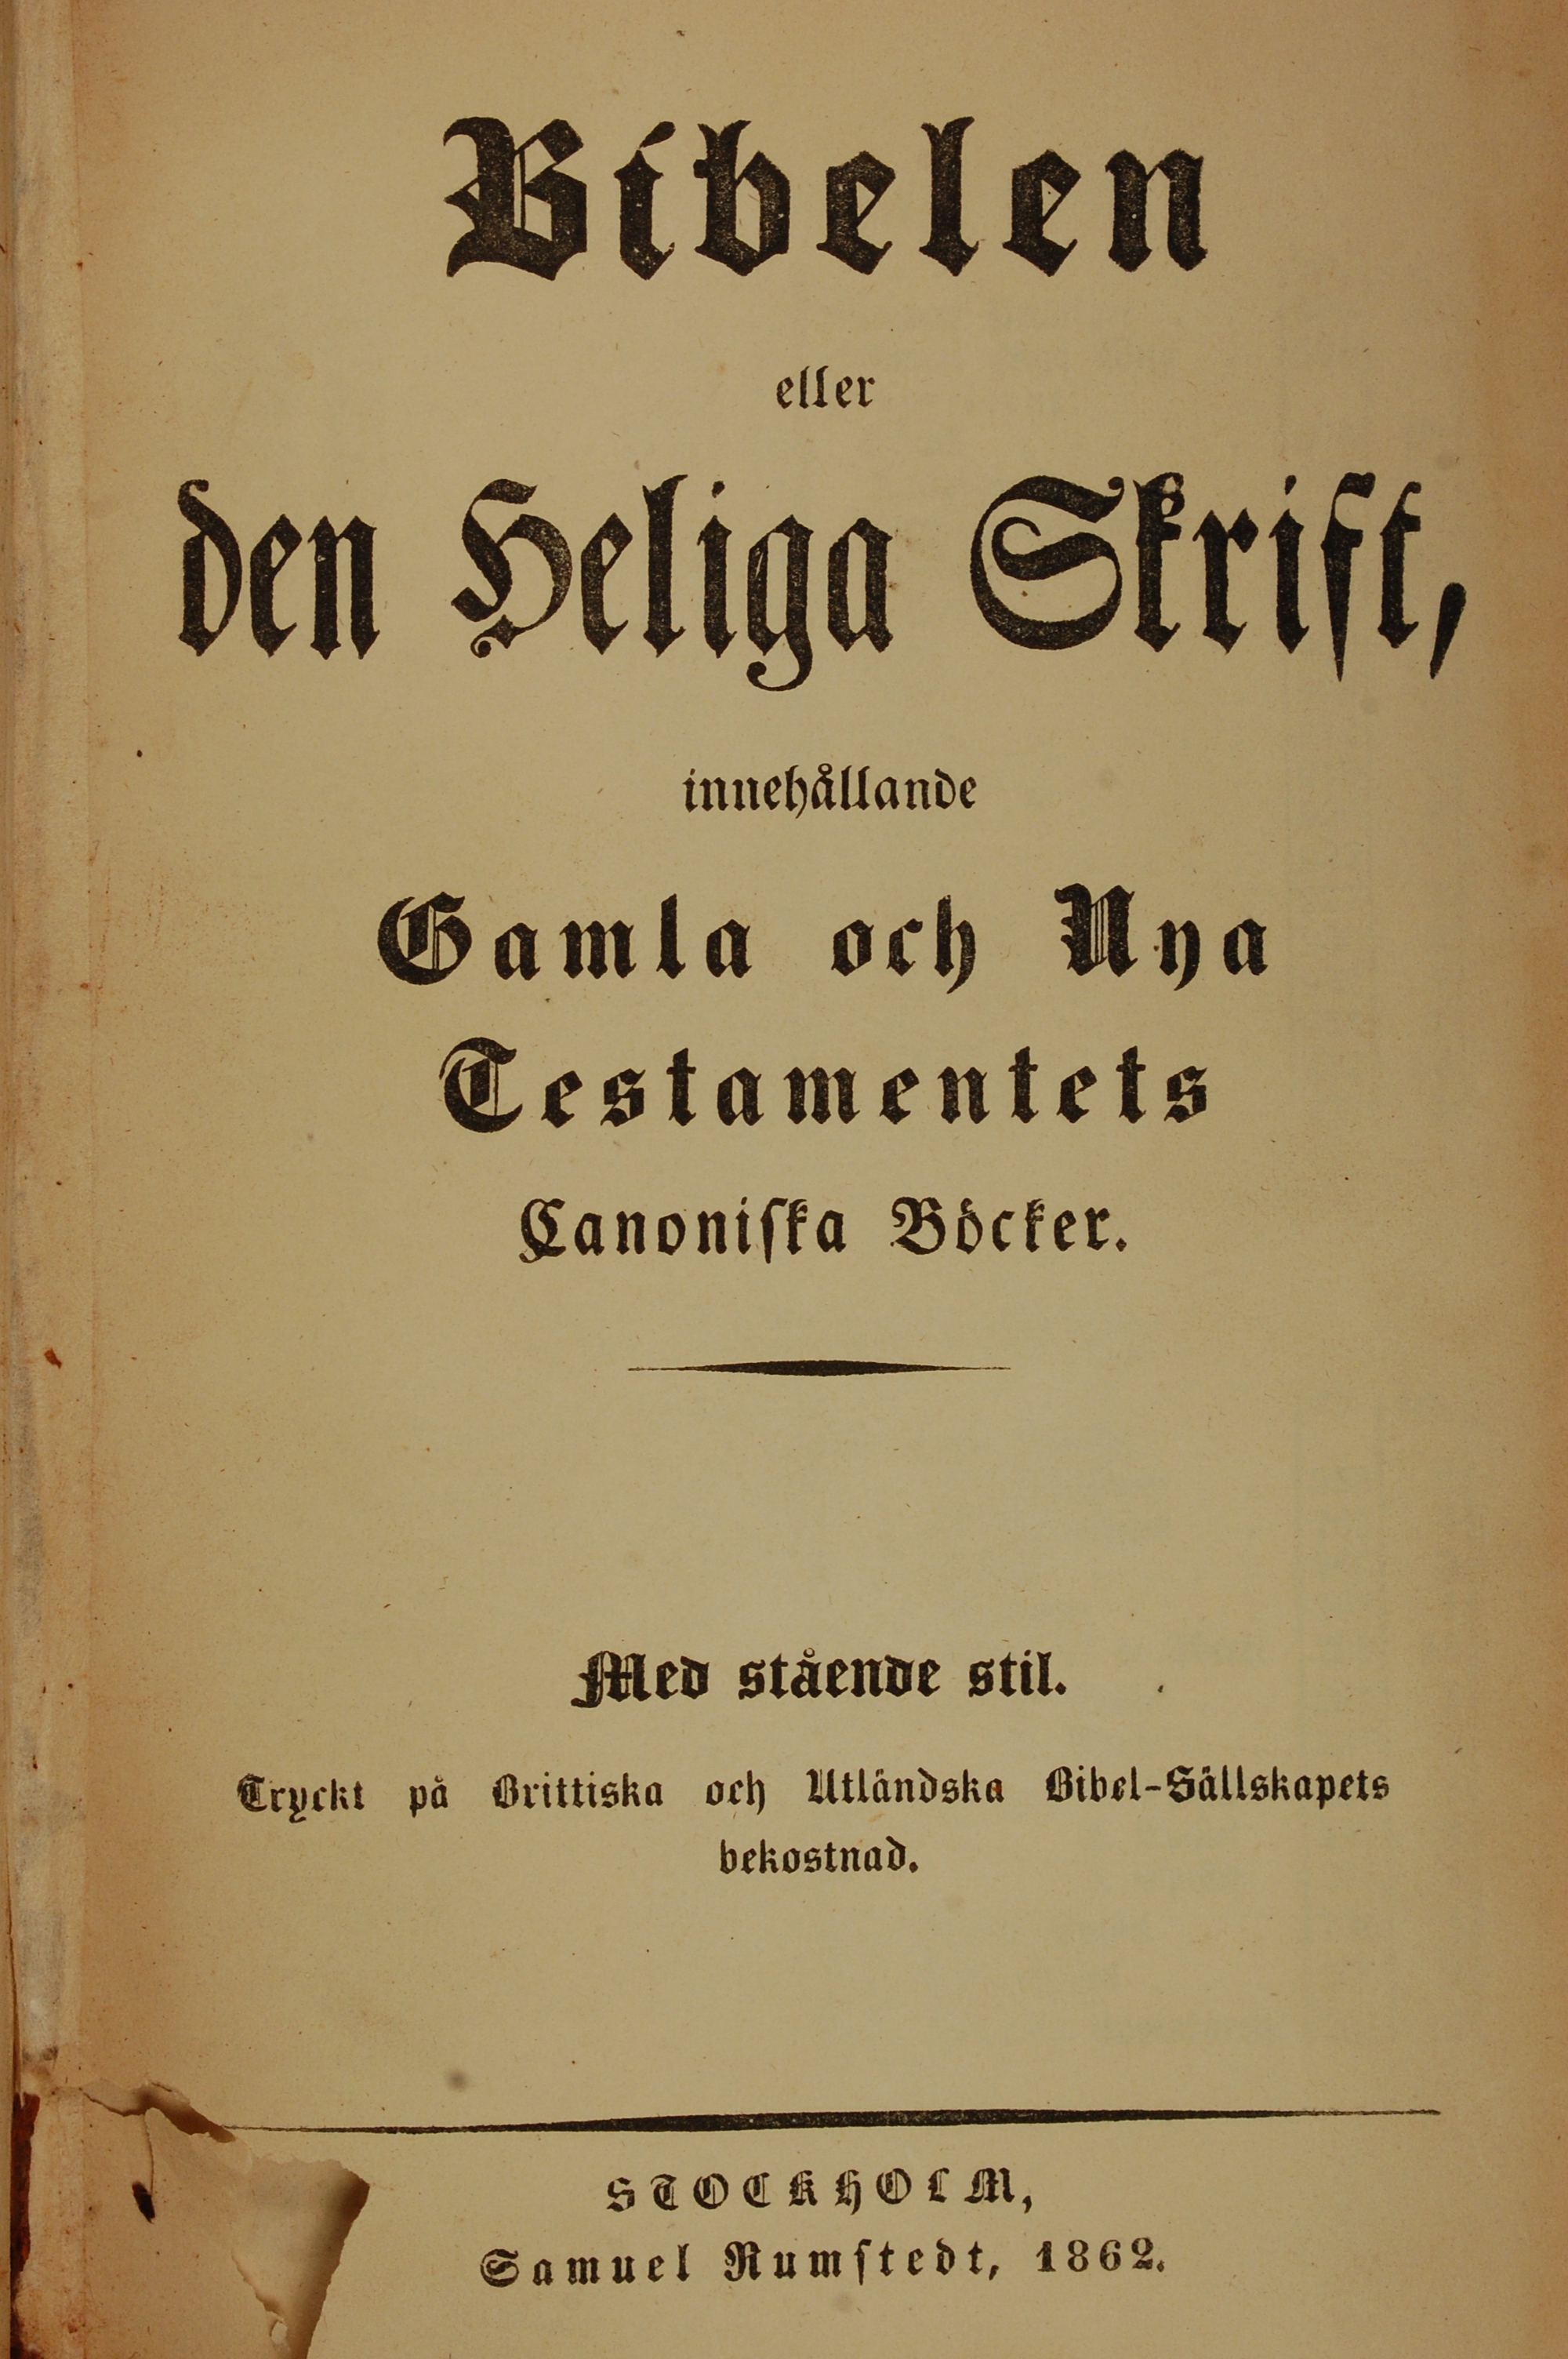 Bibelen
eller
den Heliga Skrift,
innehållande
Gamla och Nya
Testamentets
Canoniska Böcker.
Med stående stil.
Tryckt på Brittiska och Utländska Bibel-Sällskapets
bekostnad.
STOCKHOLM,
Samuel Rumstedt, 1862.